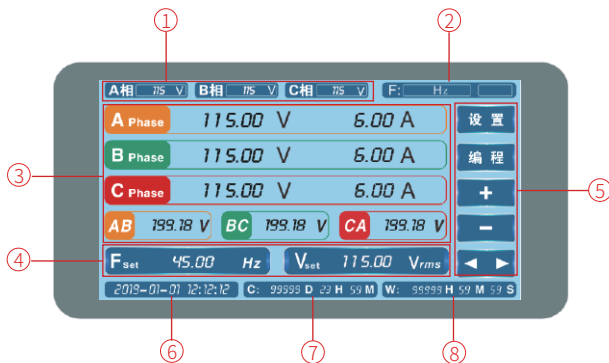 ① ②
A相 115 V B相 115 V C相 115 V F: Hz
A Phase 115.00 V 6.00 A 设置
B Phase 115.00 V 6.00 A 编程
③ C Phase 115.00 V 6.00 A + ⑤
AB 199.18 V BC 199.18 V CA 199.18 V −
④ Fset 45.00 Hz Vset 115.00 Vrms ◀ ▶
2019-01-01 12:12:12 C: 99999 D 23 H 59 M W: 99999 H 59 M 59 S
⑥ ⑦ ⑧